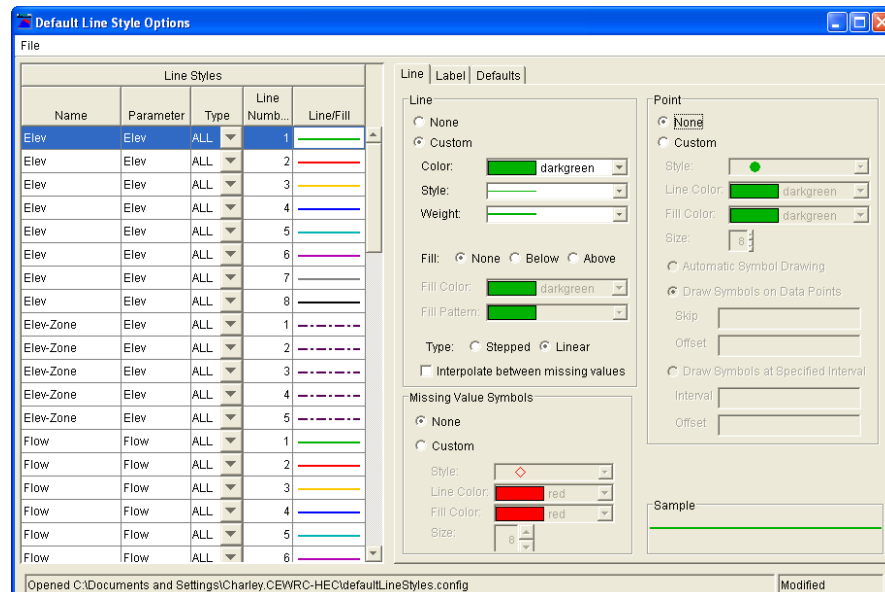 Default Line Style Options
File
Line Styles
Name Parameter Type Line Numb... Line/Fill
Elev Elev ALL 1
Elev Elev ALL 2
Elev Elev ALL 3
Elev Elev ALL 4
Elev Elev ALL 5
Elev Elev ALL 6
Elev Elev ALL 7
Elev Elev ALL 8
Elev-Zone Elev ALL 1
Elev-Zone Elev ALL 2
Elev-Zone Elev ALL 3
Elev-Zone Elev ALL 4
Elev-Zone Elev ALL 5
Flow Flow ALL 1
Flow Flow ALL 2
Flow Flow ALL 3
Flow Flow ALL 4
Flow Flow ALL 5
Flow Flow ALL 6
Line Label Defaults
Line
None
Custom
Color: darkgreen
Style:
Weight:
Fill: None Below Above
Fill Color: darkgreen
Fill Pattern:
Type: Stepped Linear
Interpolate between missing values
Missing Value Symbols
None
Custom
Style:
Line Color: red
Fill Color: red
Size: 8
Point
None
Custom
Style:
Line Color: darkgreen
Fill Color: darkgreen
Size: 8
Automatic Symbol Drawing
Draw Symbols on Data Points
Skip
Offset
Draw Symbols at Specified Interval
Interval
Offset
Sample
Opened C:\Documents and Settings\Charley.CEWRC-HEC\defaultLineStyles.config
Modified